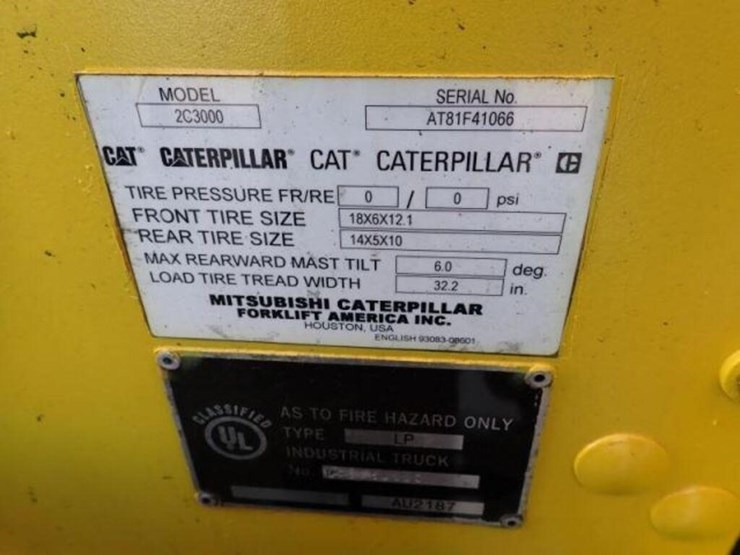 MODEL
2C3000
SERIAL No.
AT81F41066
CAT® CATERPILLAR® CAT® CATERPILLAR®
TIRE PRESSURE FR/RE 0 / 0 psi
FRONT TIRE SIZE 18X6X12.1
REAR TIRE SIZE 14X5X10
MAX REARWARD MAST TILT 6.0 deg.
LOAD TIRE TREAD WIDTH 32.2 in.
MITSUBISHI CATERPILLAR
FORKLIFT AMERICA INC.
HOUSTON, USA
ENGLISH 93083-08601
CLASSIFIED
UL
AS TO FIRE HAZARD ONLY
TYPE LP
INDUSTRIAL TRUCK
No
AU2187